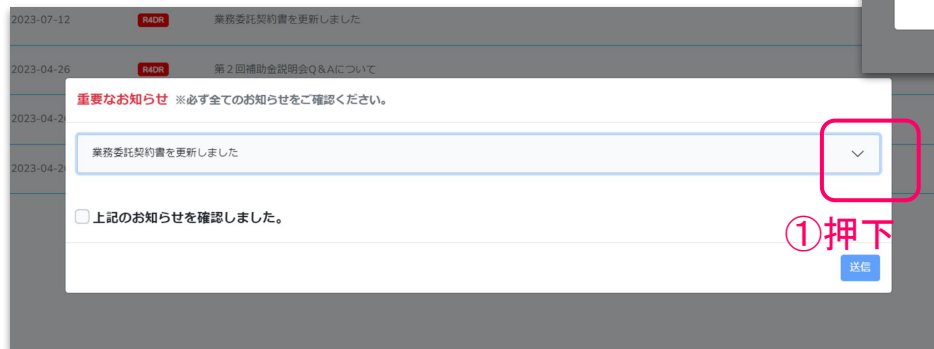 2023-07-12 R4DR 業務委託契約書を更新しました
2023-04-26 R4DR 第2回補助金説明会Q&Aについて
重要なお知らせ ※必ず全てのお知らせをご確認ください。
2023-04-2
業務委託契約書を更新しました
2023-04-2
上記のお知らせを確認しました。
①押下
送信